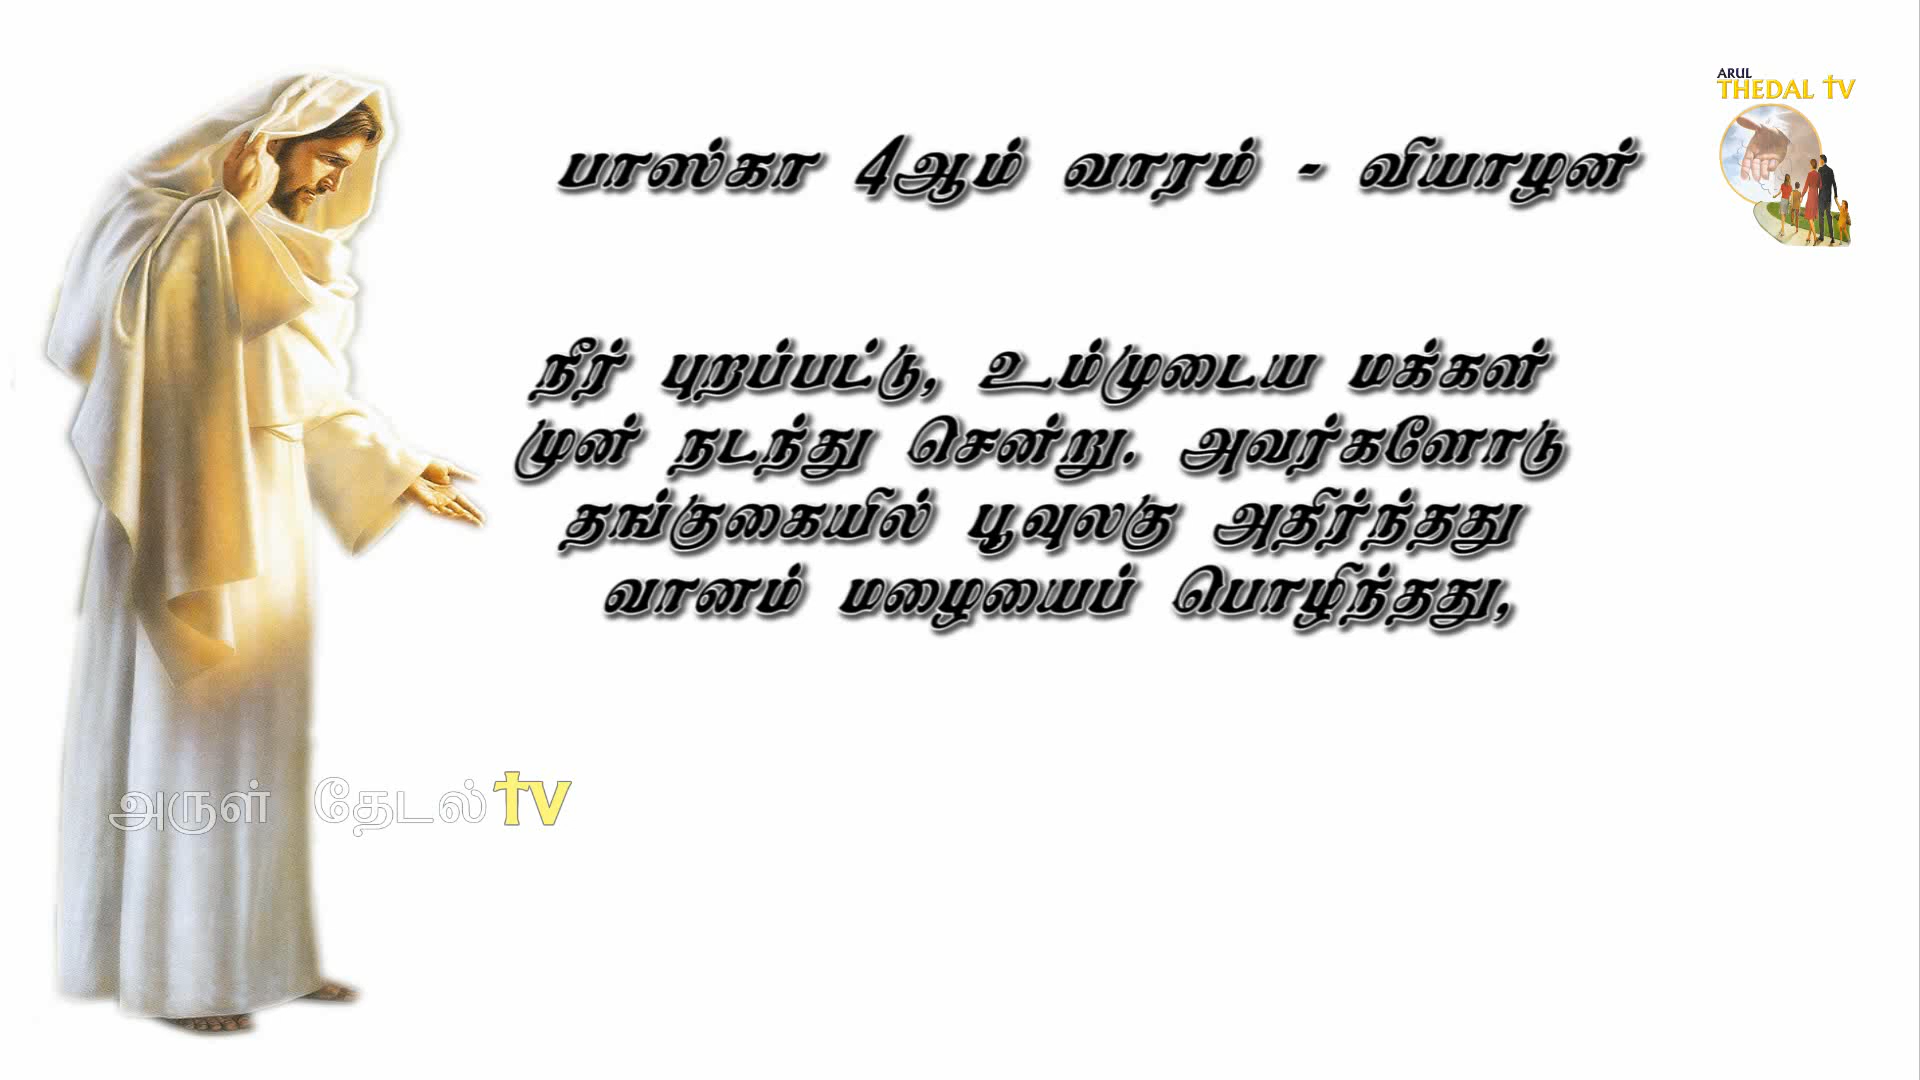 ARUL
THEDAL TV
பாஸ்கா 4ஆம் வாரம் - வியாழன்
நீர் புறப்பட்டு, உம்முடைய மக்கள்
முன் நடந்து சென்று. அவர்களோடு
தங்குகையில் பூவுலகு அதிர்ந்தது
வானம் மழையைப் பொழிந்தது,
அருள் தேடல் TV